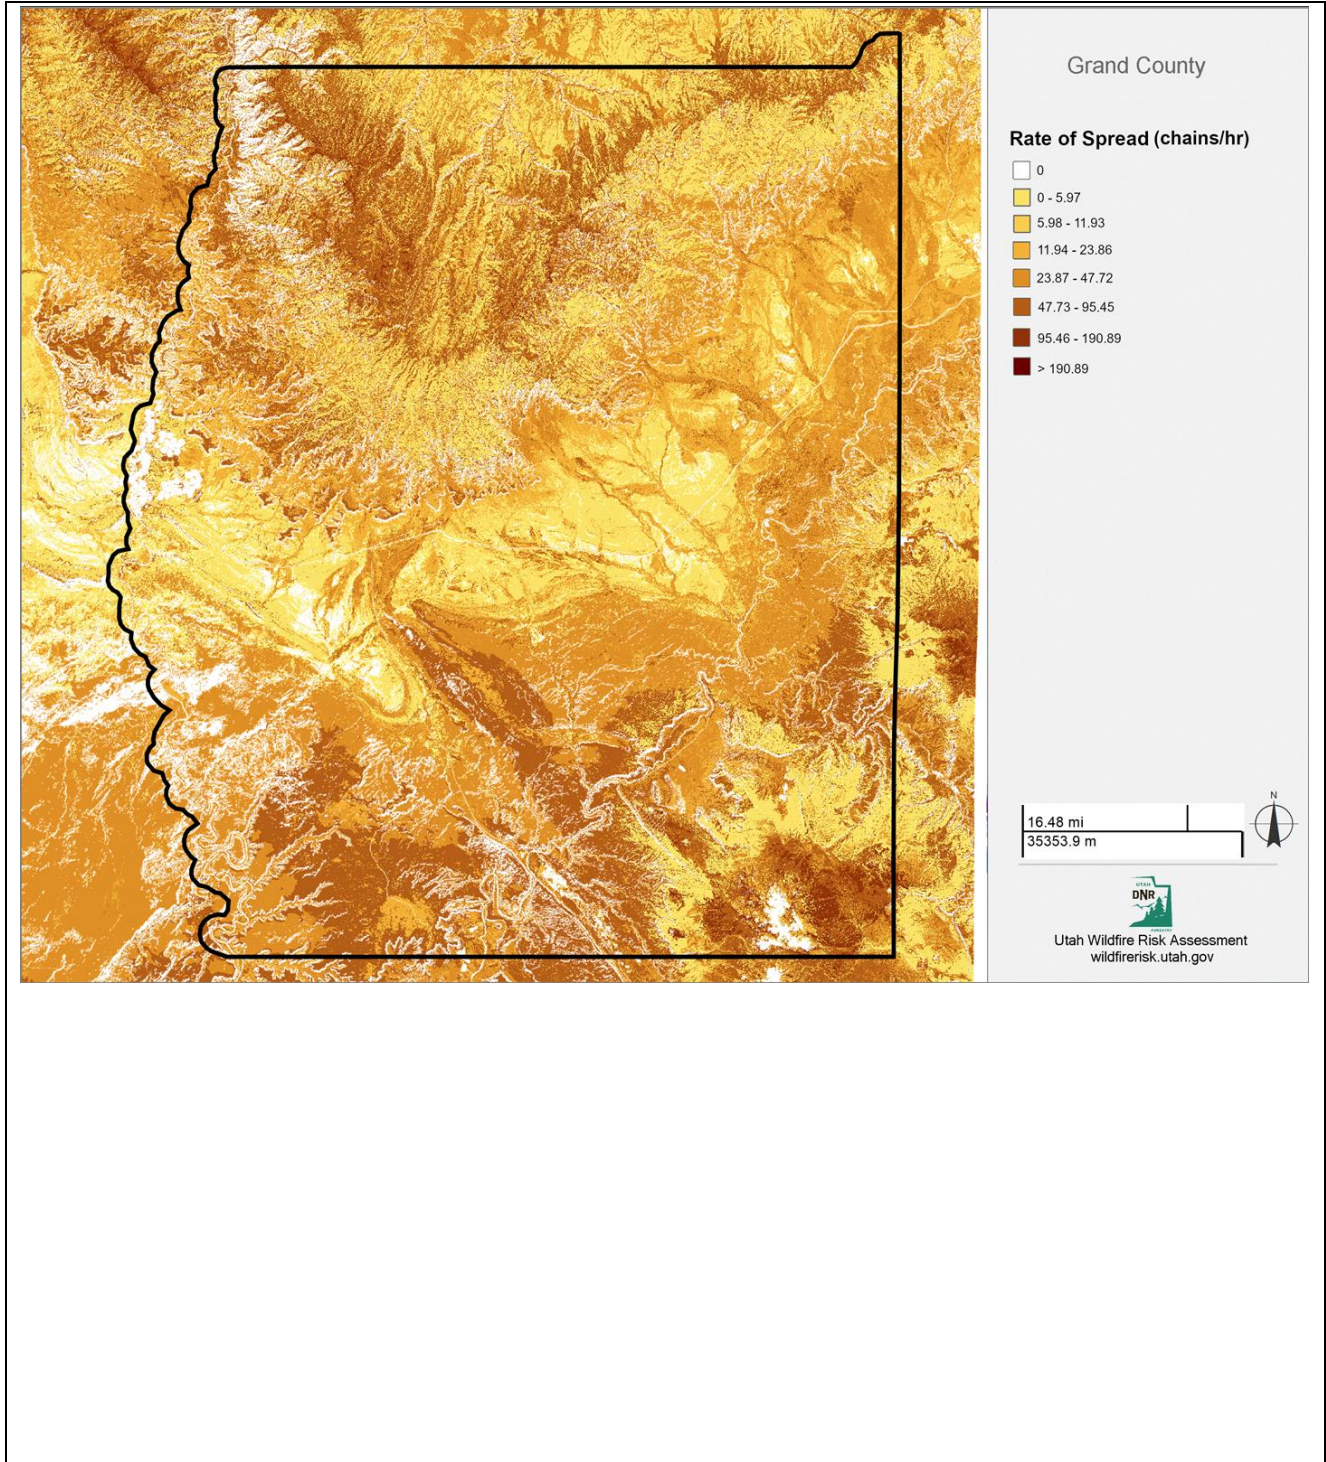 Grand County
Rate of Spread (chains/hr)
0
0 - 5.97
5.98 - 11.93
11.94 - 23.86
23.87 - 47.72
47.73 - 95.45
95.46 - 190.89
> 190.89
N
16.48 mi
35353.9 m
UTAH
DNR
FORESTRY
Utah Wildfire Risk Assessment
wildfirerisk.utah.gov